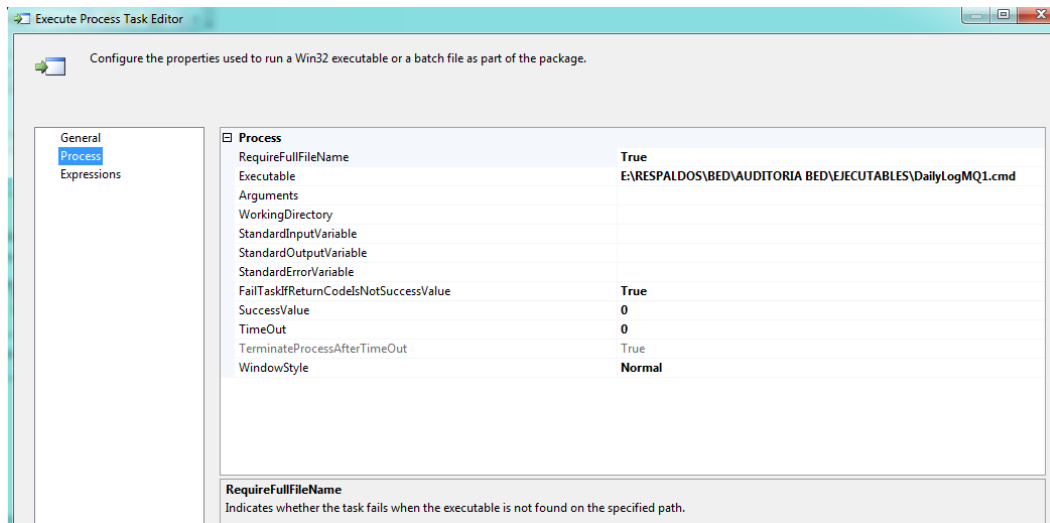 Execute Process Task Editor
Configure the properties used to run a Win32 executable or a batch file as part of the package.
General
Process
Expressions
Process
RequireFullFileName True
Executable E:\RESPALDOS\BED\AUDITORIA BED\EJECUTABLES\DailyLogMQ1.cmd
Arguments
WorkingDirectory
StandardInputVariable
StandardOutputVariable
StandardErrorVariable
FailTaskIfReturnCodeIsNotSuccessValue True
SuccessValue 0
TimeOut 0
TerminateProcessAfterTimeOut True
WindowStyle Normal
RequireFullFileName
Indicates whether the task fails when the executable is not found on the specified path.